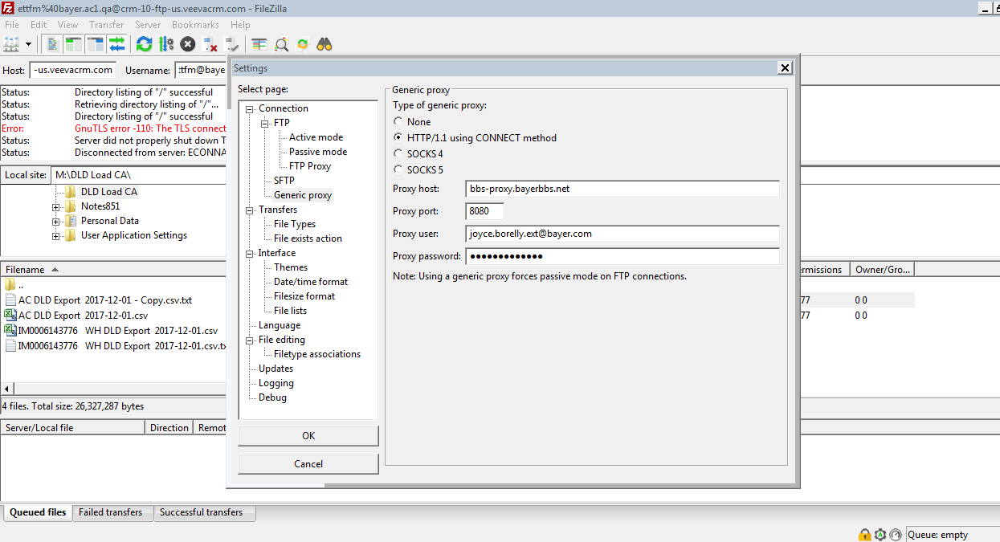 ettfm%40bayer.ac1.qa@crm-10-ftp-us.veevacrm.com - FileZilla
File Edit View Transfer Server Bookmarks Help
Host: -us.veevacrm.com Username: :tfm@baye
Status: Directory listing of "/" successful
Status: Retrieving directory listing of "/"...
Status: Directory listing of "/" successful
Error: GnuTLS error -110: The TLS connect
Status: Server did not properly shut down T
Status: Disconnected from server: ECONNA
Local site: M:\DLD Load CA\
DLD Load CA
Notes851
Personal Data
User Application Settings
Filename
..
AC DLD Export 2017-12-01 - Copy.csv.txt
AC DLD Export 2017-12-01.csv
IM0006143776 WH DLD Export 2017-12-01.csv
IM0006143776 WH DLD Export 2017-12-01.csv.tx
4 files. Total size: 26,327,287 bytes
Server/Local file Direction Remot
Settings
Select page:
Connection
FTP
Active mode
Passive mode
FTP Proxy
SFTP
Generic proxy
Transfers
File Types
File exists action
Interface
Themes
Date/time format
Filesize format
File lists
Language
File editing
Filetype associations
Updates
Logging
Debug
OK
Cancel
Generic proxy
Type of generic proxy:
None
HTTP/1.1 using CONNECT method
SOCKS 4
SOCKS 5
Proxy host: bbs-proxy.bayerbbs.net
Proxy port: 8080
Proxy user: joyce.borelly.ext@bayer.com
Proxy password: ●●●●●●●●●●●●●
Note: Using a generic proxy forces passive mode on FTP connections.
ermissions Owner/Gro...
77 0 0
77 0 0
Queued files Failed transfers Successful transfers
Queue: empty